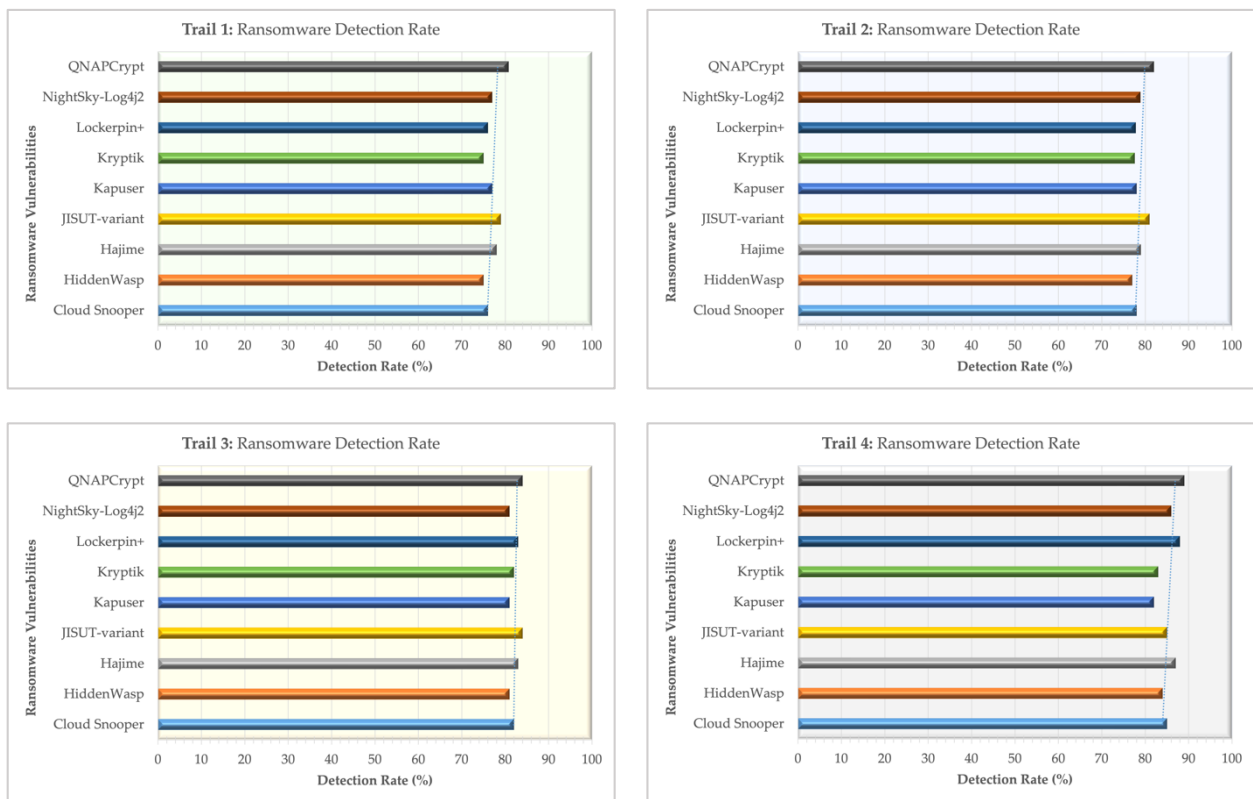 Trail 1: Ransomware Detection Rate
Ransomware Vulnerabilities
QNAPCrypt
NightSky-Log4j2
Lockerpin+
Kryptik
Kapuser
JISUT-variant
Hajime
HiddenWasp
Cloud Snooper
0 10 20 30 40 50 60 70 80 90 100
Detection Rate (%)
Trail 2: Ransomware Detection Rate
Ransomware Vulnerabilities
QNAPCrypt
NightSky-Log4j2
Lockerpin+
Kryptik
Kapuser
JISUT-variant
Hajime
HiddenWasp
Cloud Snooper
0 10 20 30 40 50 60 70 80 90 100
Detection Rate (%)
Trail 3: Ransomware Detection Rate
Ransomware Vulnerabilities
QNAPCrypt
NightSky-Log4j2
Lockerpin+
Kryptik
Kapuser
JISUT-variant
Hajime
HiddenWasp
Cloud Snooper
0 10 20 30 40 50 60 70 80 90 100
Detection Rate (%)
Trail 4: Ransomware Detection Rate
Ransomware Vulnerabilities
QNAPCrypt
NightSky-Log4j2
Lockerpin+
Kryptik
Kapuser
JISUT-variant
Hajime
HiddenWasp
Cloud Snooper
0 10 20 30 40 50 60 70 80 90 100
Detection Rate (%)